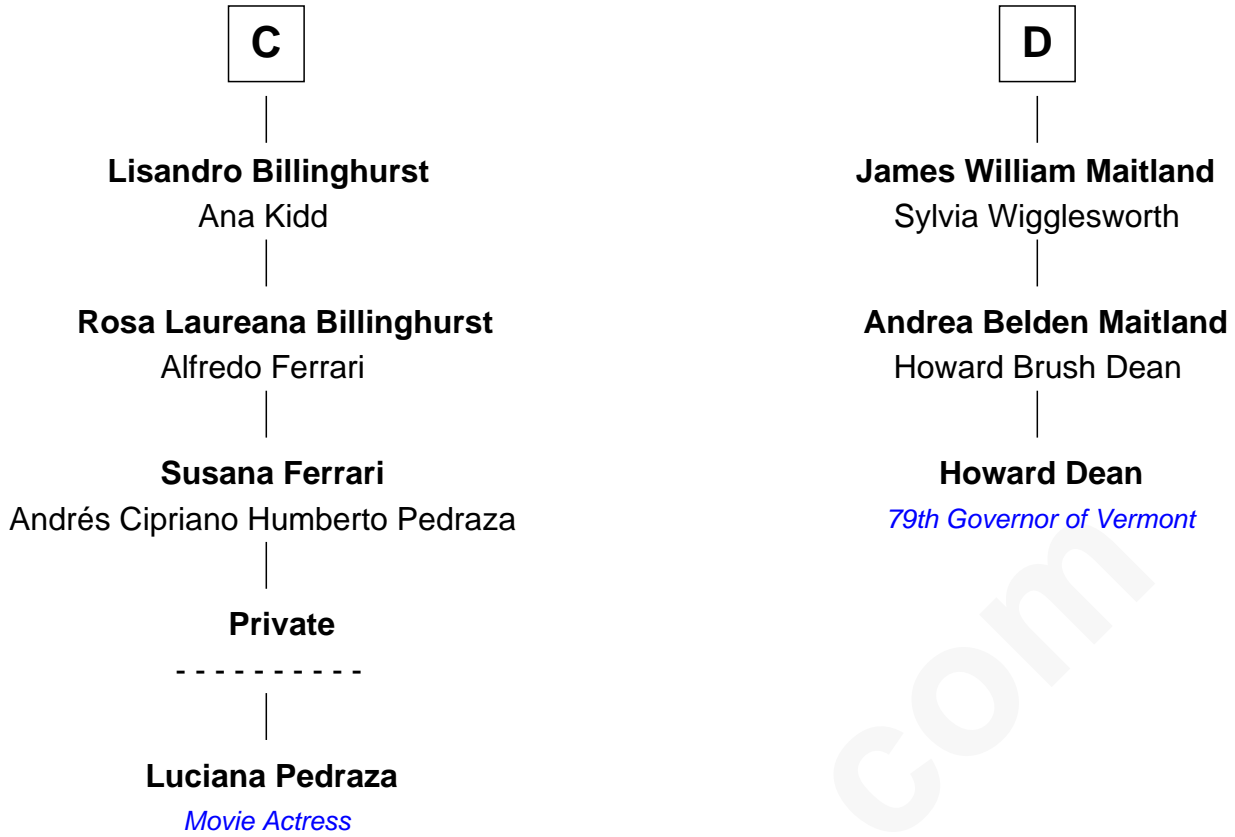 C
Lisandro Billinghurst
Ana Kidd
Rosa Laureana Billinghurst
Alfredo Ferrari
Susana Ferrari
Andrés Cipriano Humberto Pedraza
Private
- - - - - - - - - -
Luciana Pedraza
Movie Actress
D
James William Maitland
Sylvia Wigglesworth
Andrea Belden Maitland
Howard Brush Dean
Howard Dean
79th Governor of Vermont
com